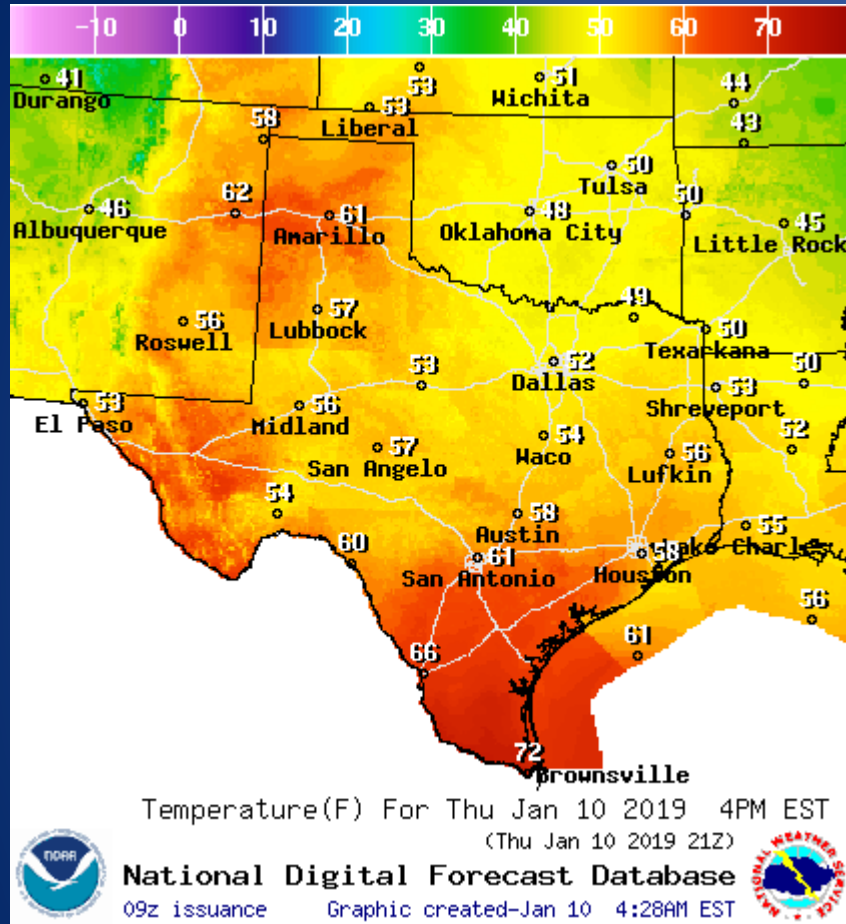 -10 0 10 20 30 40 50 60 70
41 53 51 44
Durango 53 Wichita
58 Liberal 43
50
Tulsa
46 62 61 48 50 45
Albuquerque Amarillo Oklahoma City Little Rock
56 57 49
Roswell Lubbock 50
Texarkana
53 52 53 50
Dallas Shreveport
53 56
El Paso Midland
57 54 56 52
San Angelo Waco Lufkin
54 58 55
Austin Lake Charles
60 61 58
San Antonio Houston
56
66 61
72
Brownsville
Temperature(F) For Thu Jan 10 2019 4PM EST
(Thu Jan 10 2019 21Z)
NOAA
NATIONAL WEATHER SERVICE
National Digital Forecast Database
09z issuance Graphic created-Jan 10 4:28AM EST